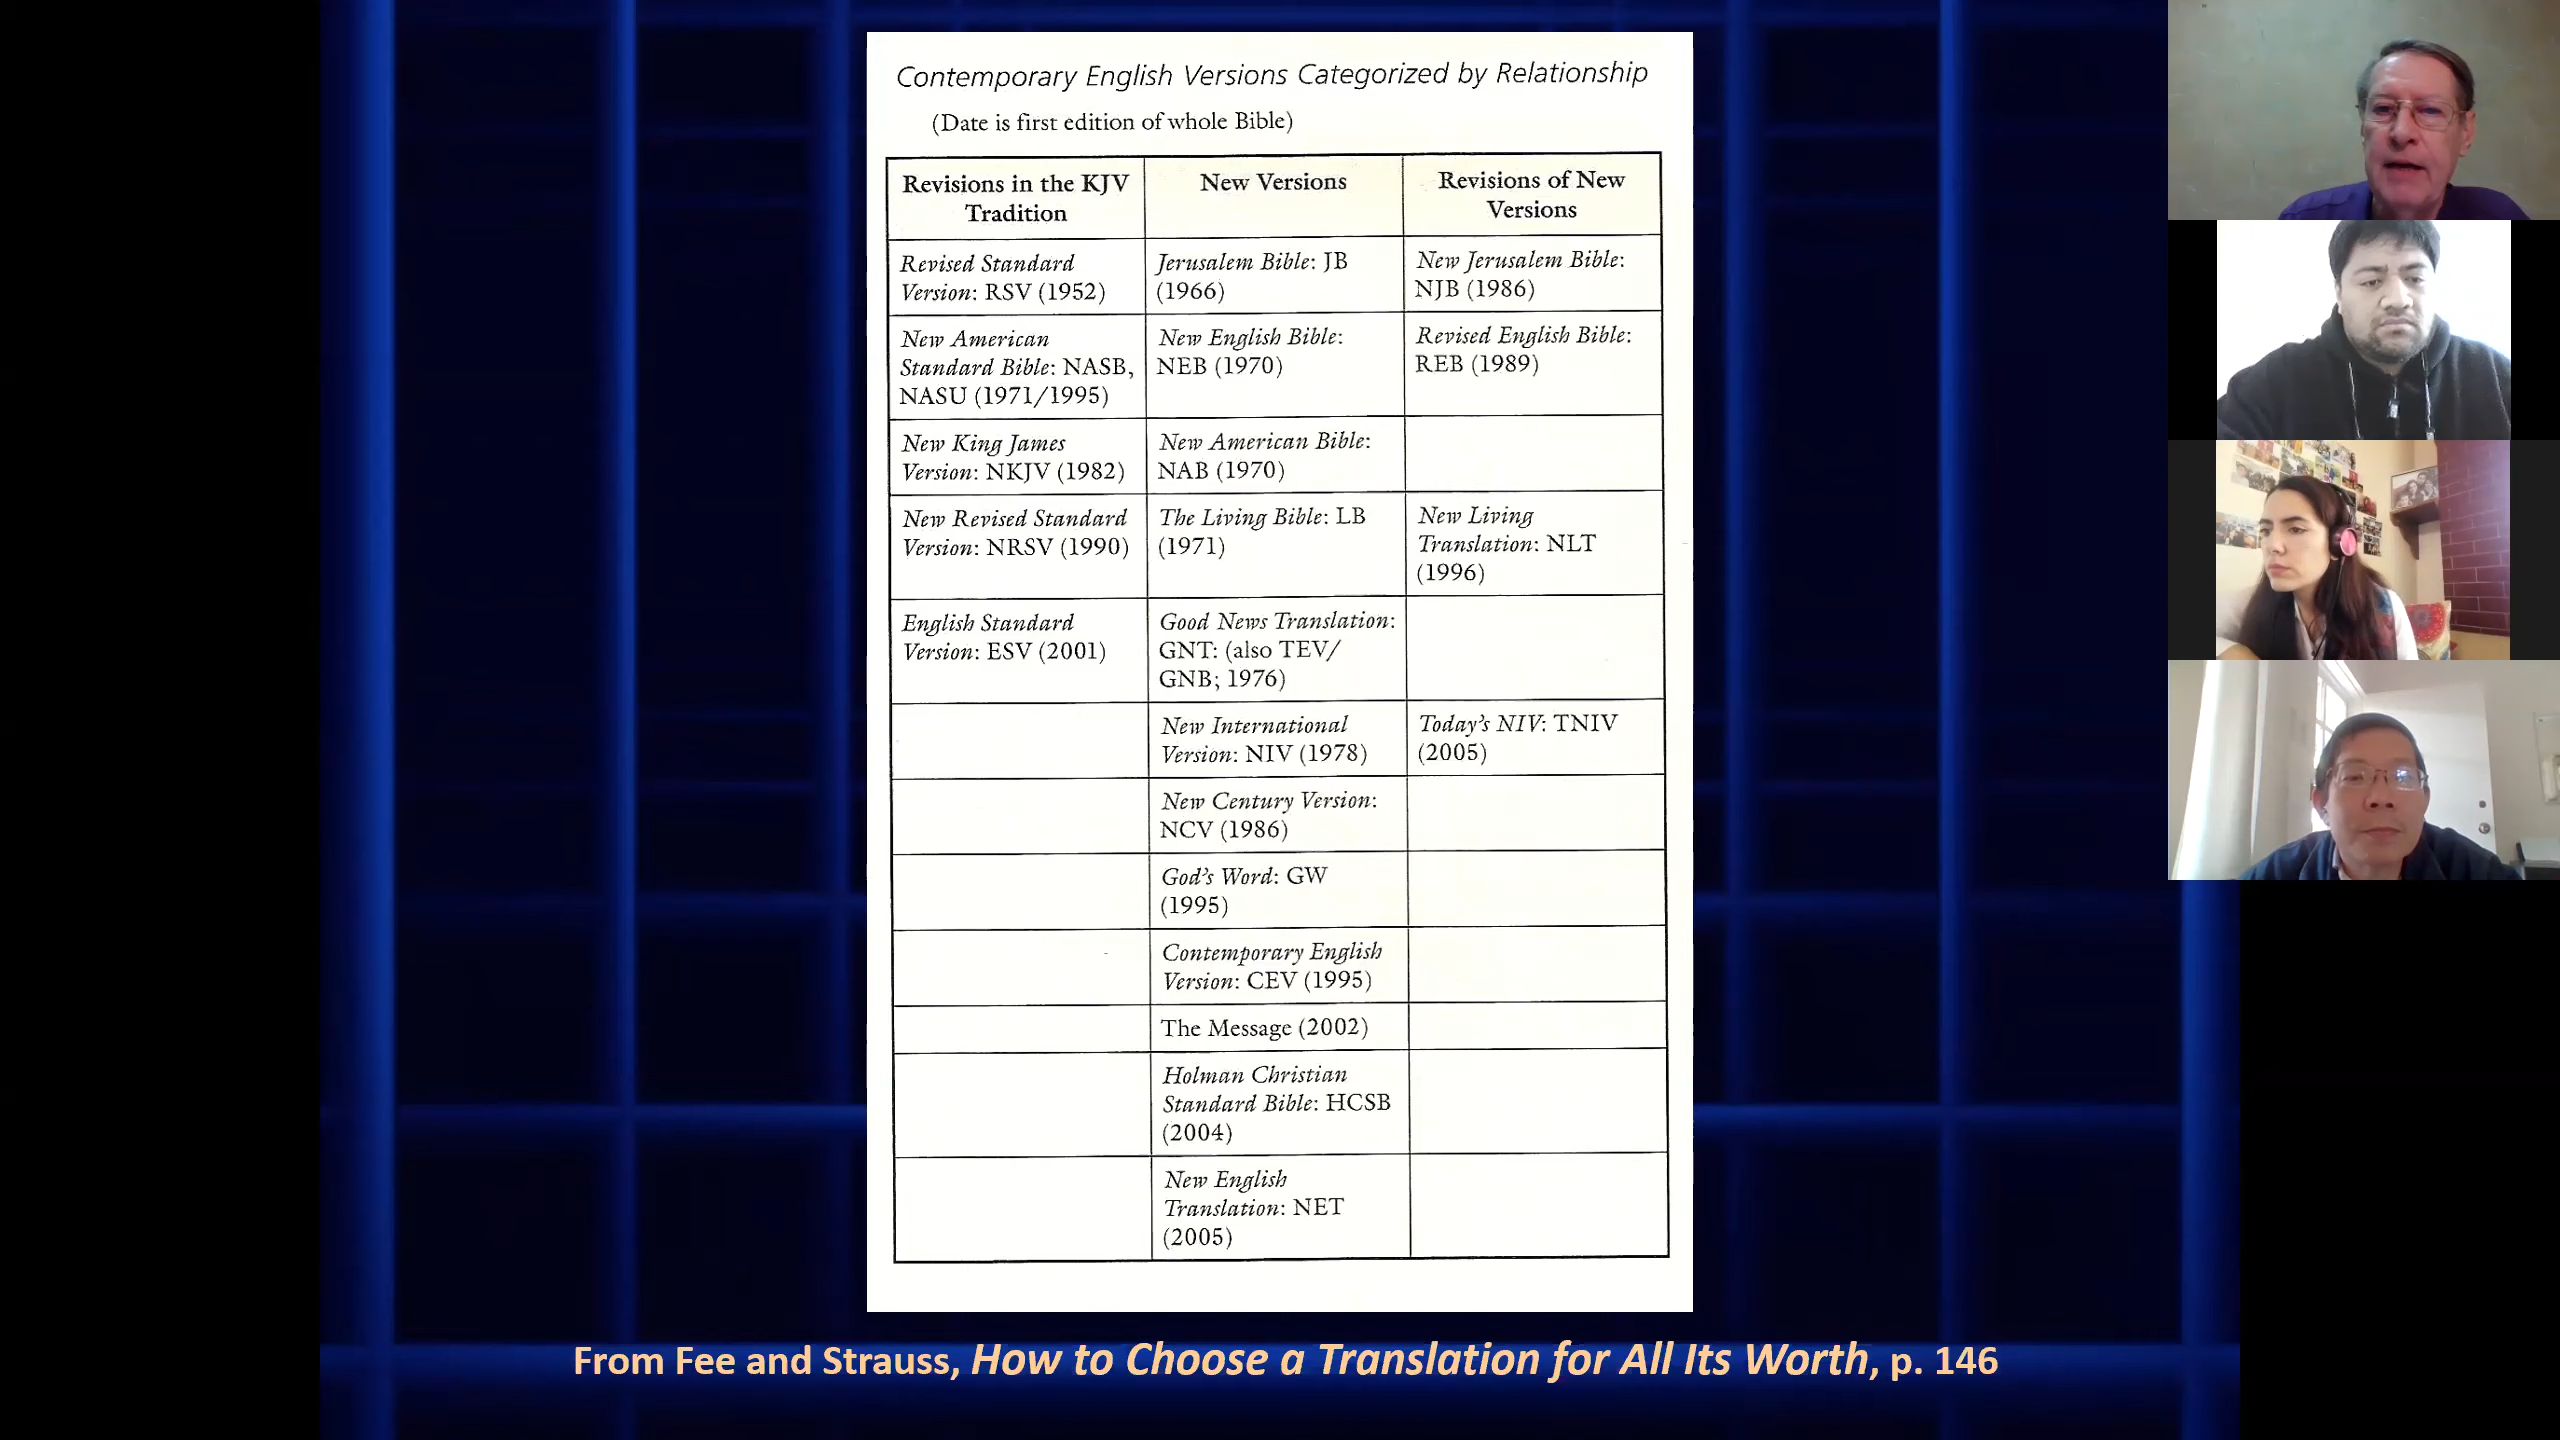 Contemporary English Versions Categorized by Relationship
(Date is first edition of whole Bible)
Revisions in the KJV
Tradition
New Versions
Revisions of New
Versions
Revised Standard
Version: RSV (1952)
Jerusalem Bible: JB
(1966)
New Jerusalem Bible:
NJB (1986)
New American
Standard Bible: NASB,
NASU (1971/1995)
New English Bible:
NEB (1970)
Revised English Bible:
REB (1989)
New King James
Version: NKJV (1982)
New American Bible:
NAB (1970)
New Revised Standard
Version: NRSV (1990)
The Living Bible: LB
(1971)
New Living
Translation: NLT
(1996)
English Standard
Version: ESV (2001)
Good News Translation:
GNT: (also TEV/
GNB; 1976)
New International
Version: NIV (1978)
Today's NIV: TNIV
(2005)
New Century Version:
NCV (1986)
God's Word: GW
(1995)
Contemporary English
Version: CEV (1995)
The Message (2002)
Holman Christian
Standard Bible: HCSB
(2004)
New English
Translation: NET
(2005)
From Fee and Strauss, How to Choose a Translation for All Its Worth, p. 146